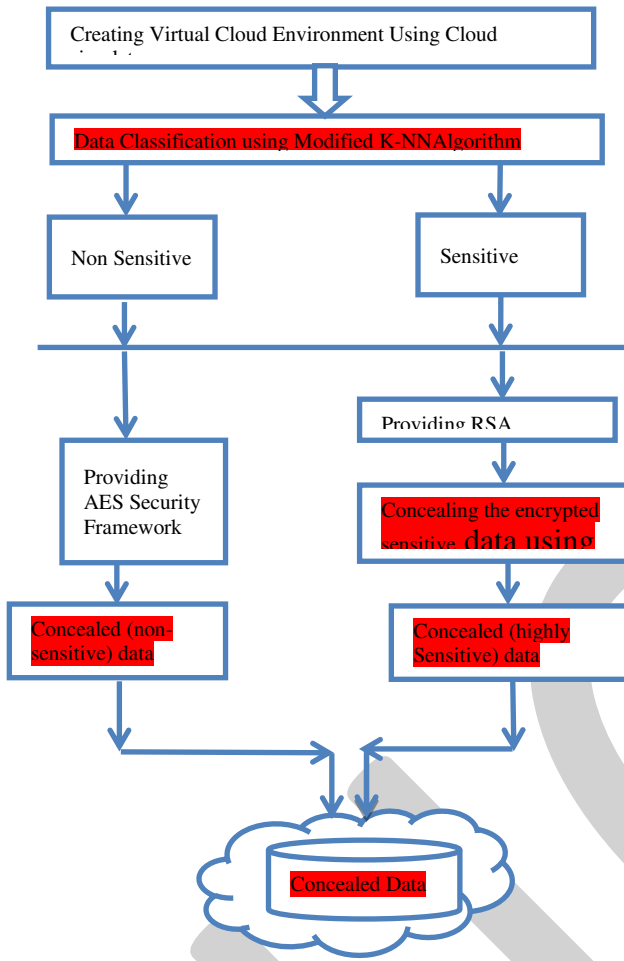 Creating Virtual Cloud Environment Using Cloud
Data Classification using Modified K-NNAlgorithm
Non Sensitive
Sensitive
Providing RSA
Providing
AES Security
Framework
Concealing the encrypted
sensitive data using
Concealed (non-
sensitive) data
Concealed (highly
Sensitive) data
Concealed Data